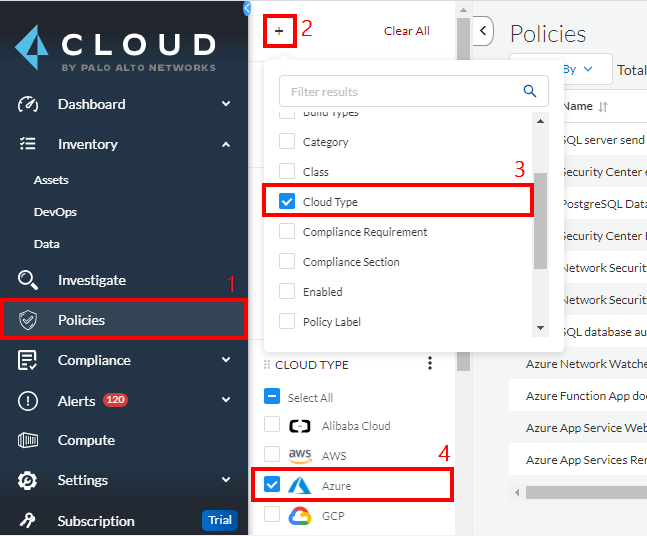 CLOUD
BY PALO ALTO NETWORKS
Dashboard
Inventory
Assets
DevOps
Data
Investigate
1
Policies
Compliance
Alerts 120
Compute
Settings
Subscription Trial
+ 2 Clear All
Filter results
Build Types
Category
Class
3
Cloud Type
Compliance Requirement
Compliance Section
Enabled
Policy Label
CLOUD TYPE
Select All
Alibaba Cloud
aws AWS
4
Azure
GCP
Policies
By Total
Name
SQL server send
Security Center
PostgreSQL Data
Security Center
Network Securit
Network Securit
SQL database au
Azure Network Watche
Azure Function App do
Azure App Service Web
Azure App Services Rem